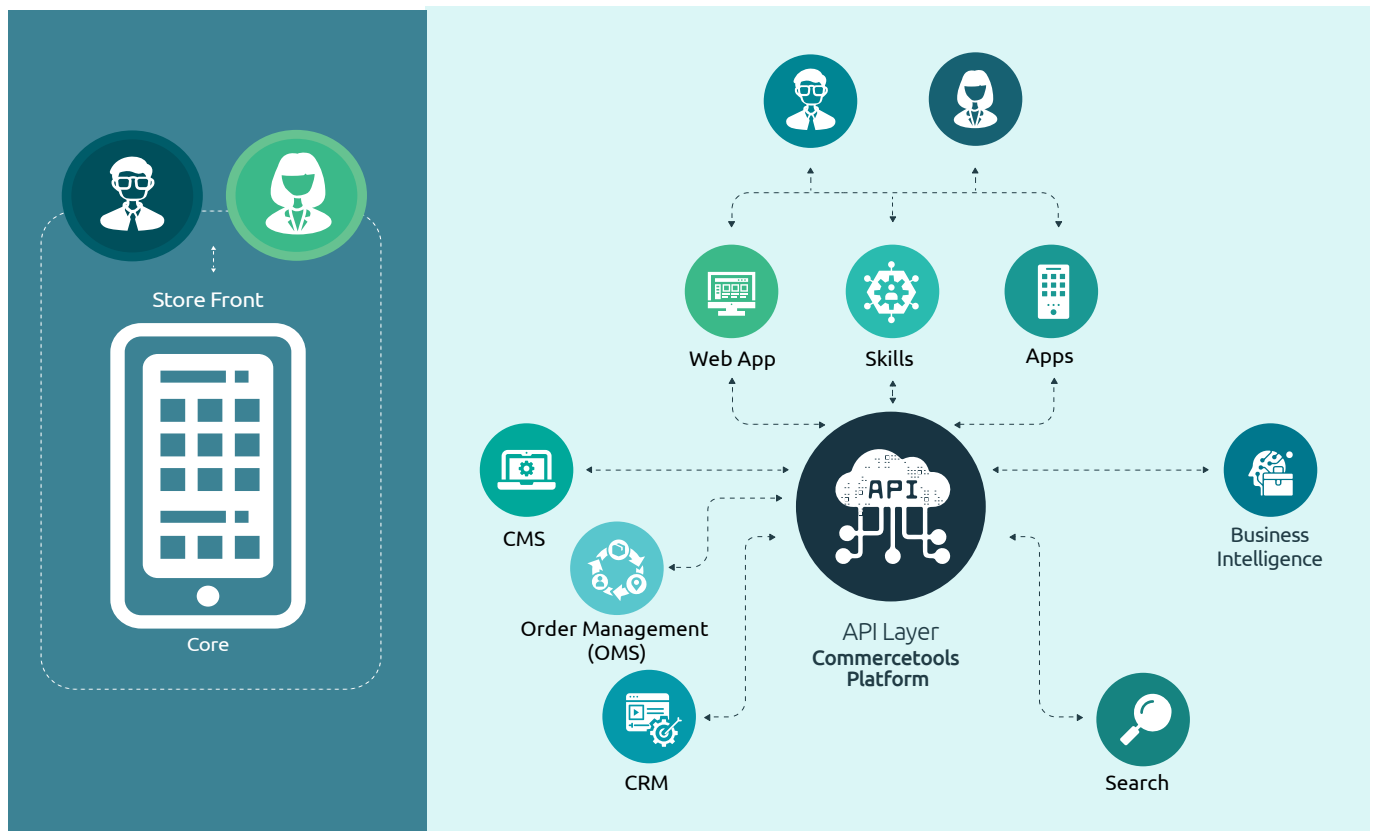 Store Front
Core
Web App
Skills
Apps
CMS
API
Business
Intelligence
Order Management
(OMS)
API Layer
Commercetools
Platform
CRM
Search